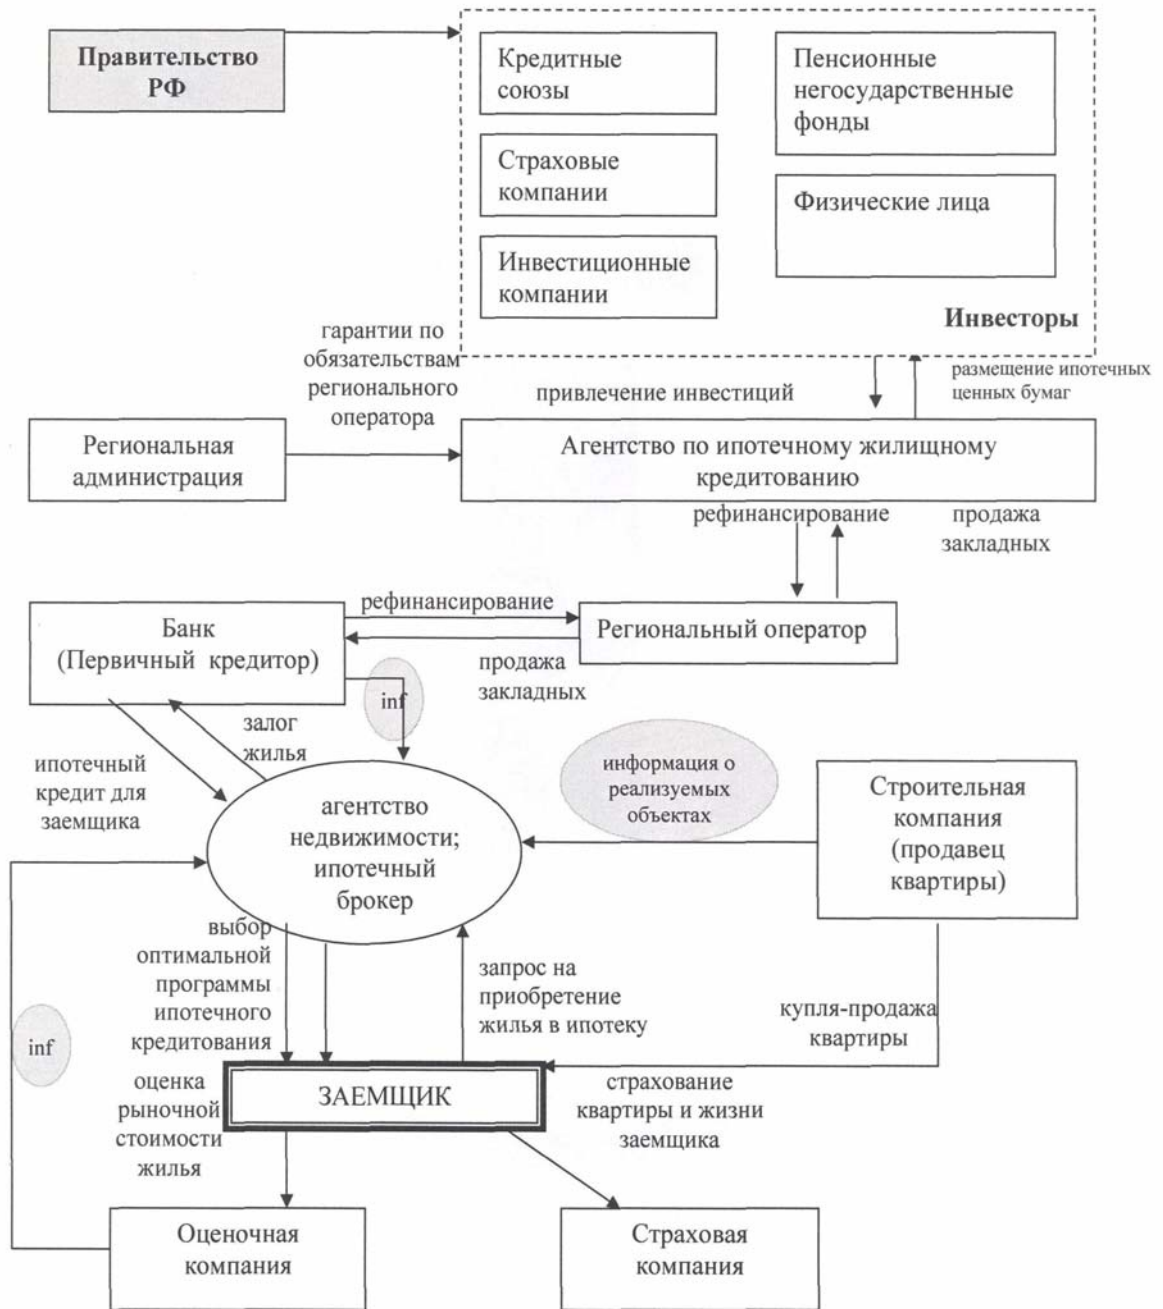 Правительство
РФ
Кредитные
союзы
Страховые
компании
Инвестиционные
компании
Пенсионные
негосударственные
фонды
Физические лица
Инвесторы
гарантии по
обязательствам
регионального
оператора
привлечение инвестиций
размещение ипотечных
ценных бумаг
Региональная
администрация
Агентство по ипотечному жилищному
кредитованию
рефинансирование
продажа
закладных
Банк
(Первичный кредитор)
рефинансирование
Региональный оператор
продажа
закладных
inf
залог
жилья
ипотечный
кредит для
заемщика
агентство
недвижимости;
ипотечный
брокер
информация о
реализуемых
объектах
Строительная
компания
(продавец
квартиры)
выбор
оптимальной
программы
ипотечного
кредитования
запрос на
приобретение
жилья в ипотеку
купля-продажа
квартиры
inf
ЗАЕМЩИК
оценка
рыночной
стоимости
жилья
страхование
квартиры и жизни
заемщика
Оценочная
компания
Страховая
компания